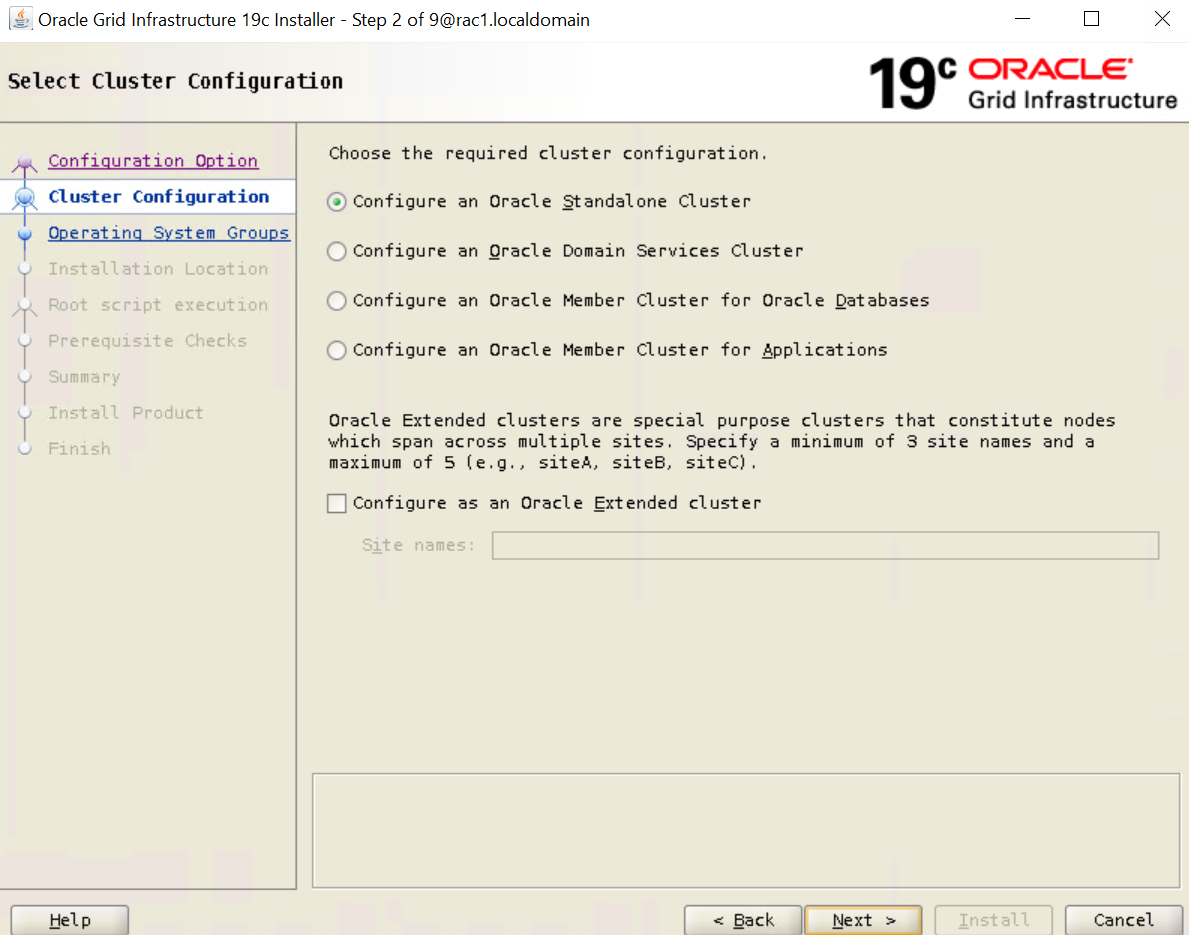 Oracle Grid Infrastructure 19c Installer - Step 2 of 9@rac1.localdomain
Select Cluster Configuration
19c ORACLE
Grid Infrastructure
Configuration Option
Cluster Configuration
Operating System Groups
Installation Location
Root script execution
Prerequisite Checks
Summary
Install Product
Finish
Choose the required cluster configuration.
Configure an Oracle Standalone Cluster
Configure an Oracle Domain Services Cluster
Configure an Oracle Member Cluster for Oracle Databases
Configure an Oracle Member Cluster for Applications
Oracle Extended clusters are special purpose clusters that constitute nodes
which span across multiple sites. Specify a minimum of 3 site names and a
maximum of 5 (e.g., siteA, siteB, siteC).
Configure as an Oracle Extended cluster
Site names:
Help
< Back
Next >
Install
Cancel